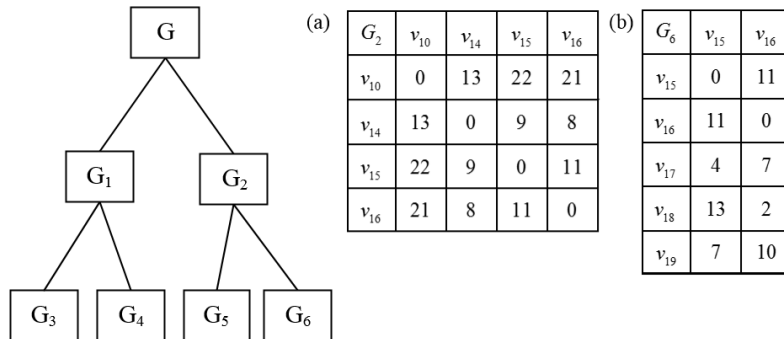 G
G₁ G₂
G₃ G₄ G₅ G₆
(a)
G₂ v₁₀ v₁₄ v₁₅ v₁₆
v₁₀ 0 13 22 21
v₁₄ 13 0 9 8
v₁₅ 22 9 0 11
v₁₆ 21 8 11 0
(b)
G₆ v₁₅ v₁₆
v₁₅ 0 11
v₁₆ 11 0
v₁₇ 4 7
v₁₈ 13 2
v₁₉ 7 10